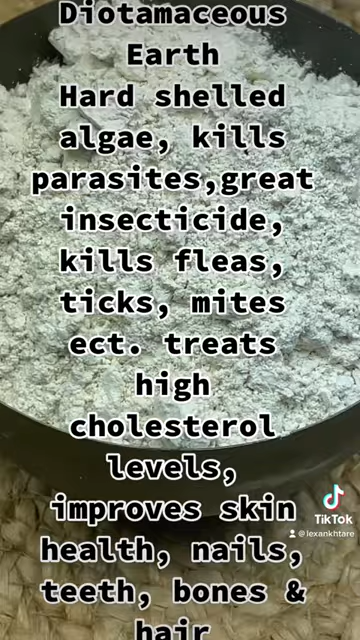 Diotamaceous
Earth
Hard shelled
algae, kills
parasites,great
insecticide,
kills fleas,
ticks, mites
ect. treats
high
cholesterol
levels,
improves skin
health, nails,
teeth, bones &
hair
TikTok
@lexankhtare